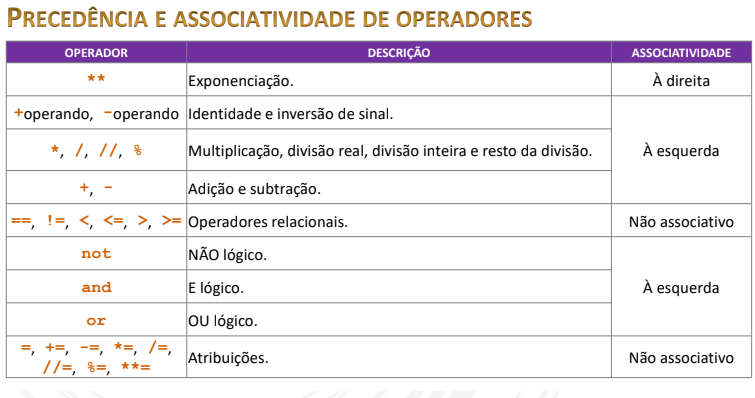 PRECEDÊNCIA E ASSOCIATIVIDADE DE OPERADORES
OPERADOR DESCRIÇÃO ASSOCIATIVIDADE
** Exponenciação. À direita
+operando, -operando Identidade e inversão de sinal.
*, /, //, % Multiplicação, divisão real, divisão inteira e resto da divisão. À esquerda
+, - Adição e subtração.
==, !=, <, <=, >, >= Operadores relacionais. Não associativo
not NÃO lógico.
and E lógico. À esquerda
or OU lógico.
=, +=, -=, *=, /=,
//=, %=, **= Atribuições. Não associativo